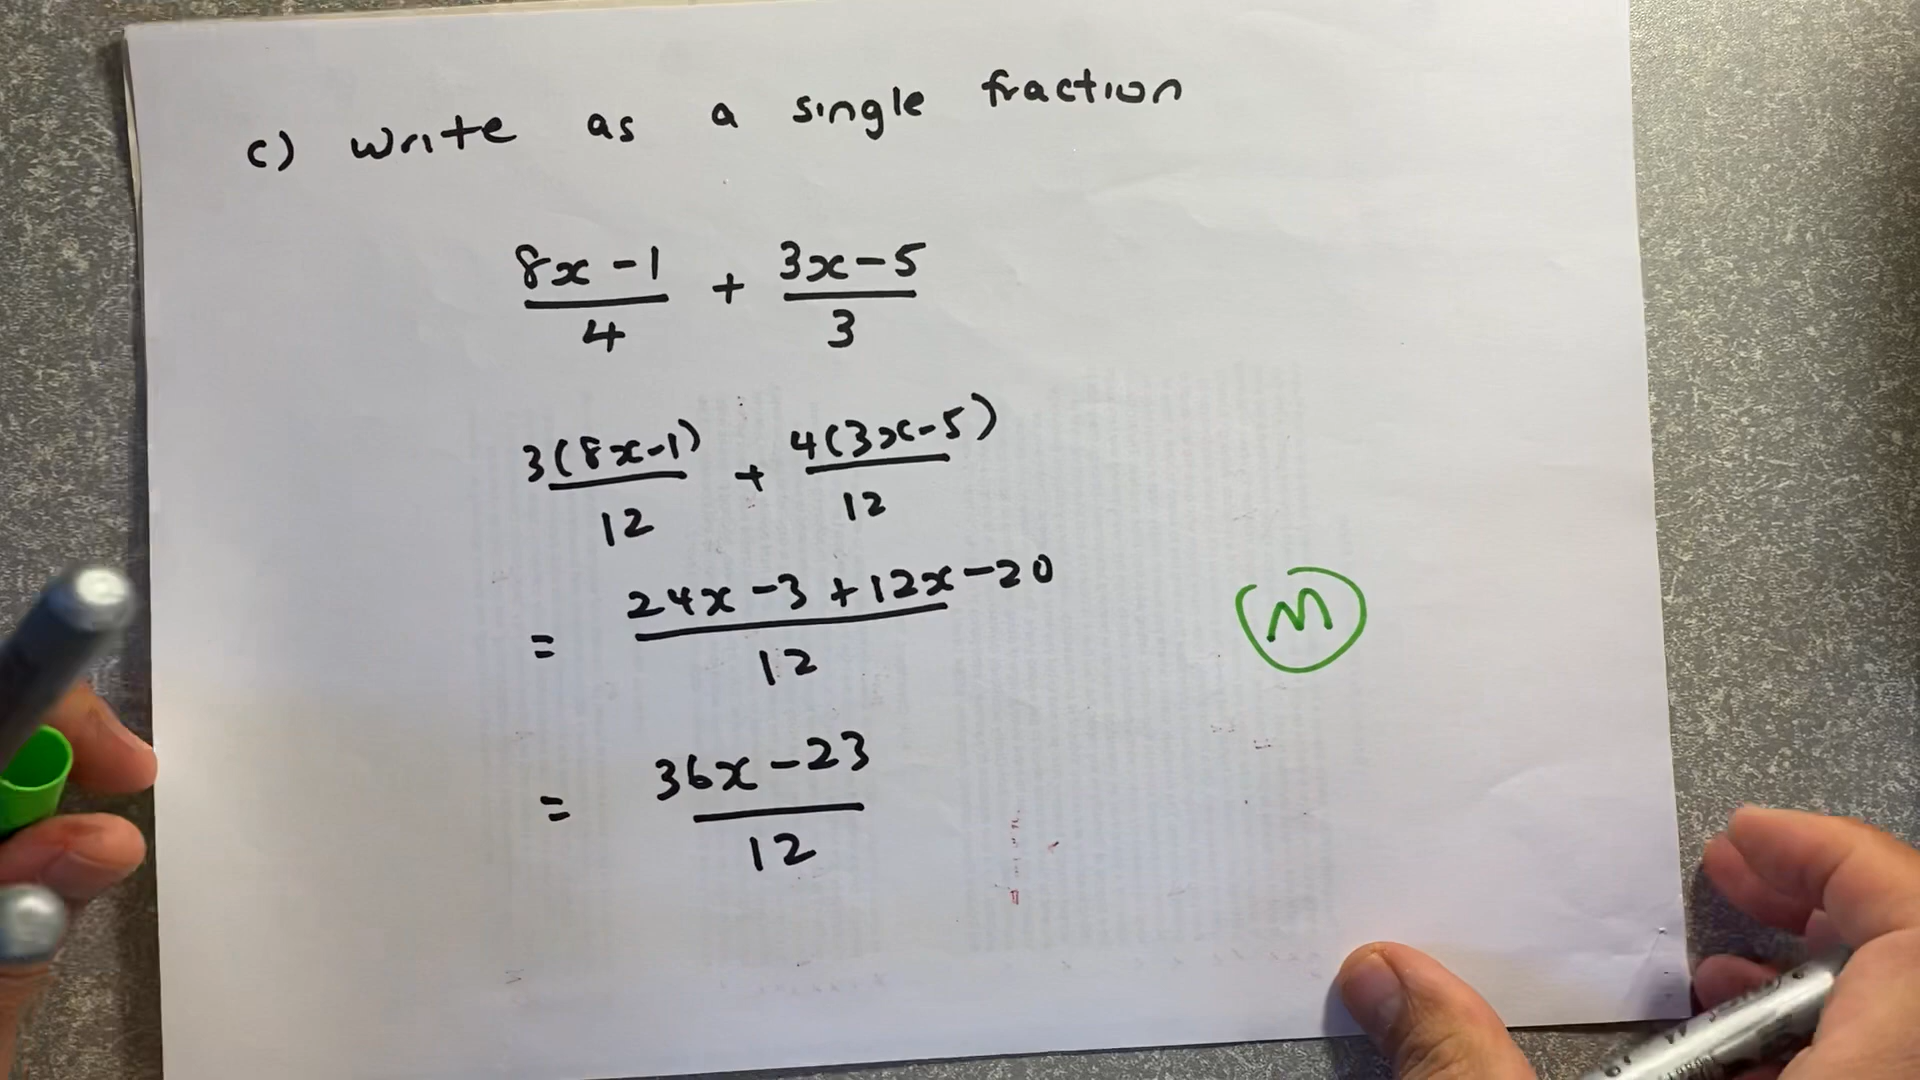 c) write as a single fraction
8x - 1 / 4 + 3x - 5 / 3
3(8x-1) / 12 + 4(3x-5) / 12
= 24x - 3 + 12x - 20 / 12
M
= 36x - 23 / 12